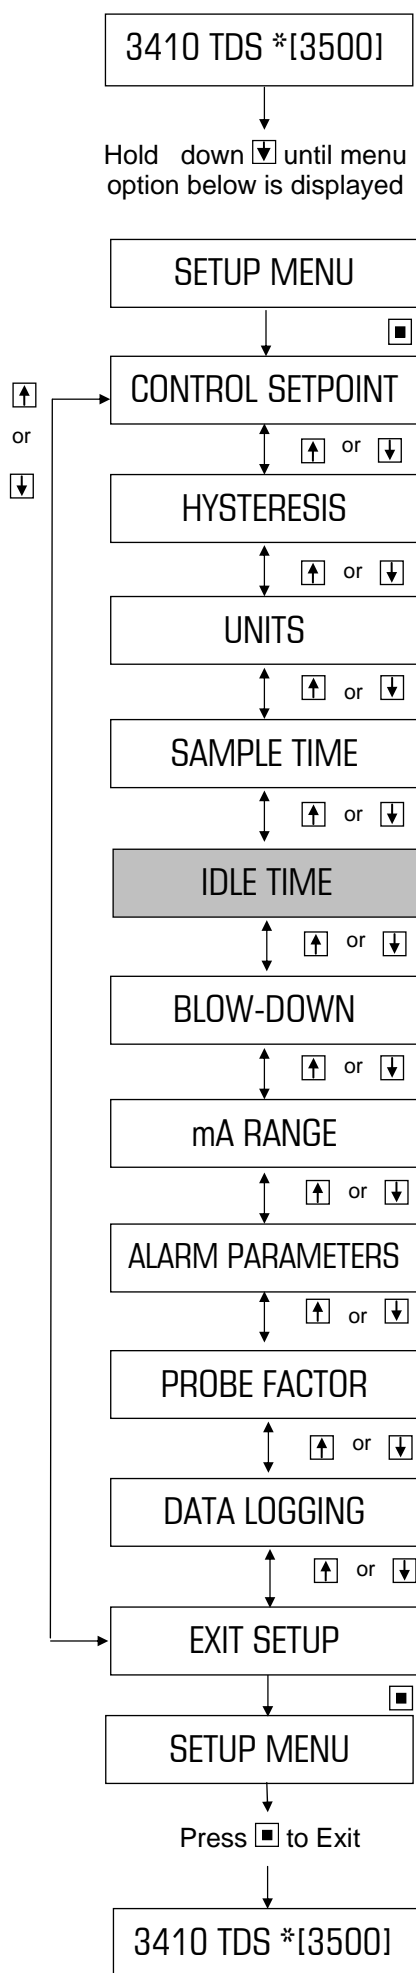 3410 TDS *[3500]
Hold down until menu
option below is displayed
SETUP MENU
CONTROL SETPOINT
or
or
HYSTERESIS
or
UNITS
or
SAMPLE TIME
or
IDLE TIME
or
BLOW-DOWN
or
mA RANGE
or
ALARM PARAMETERS
or
PROBE FACTOR
or
DATA LOGGING
or
EXIT SETUP
SETUP MENU
Press to Exit
3410 TDS *[3500]